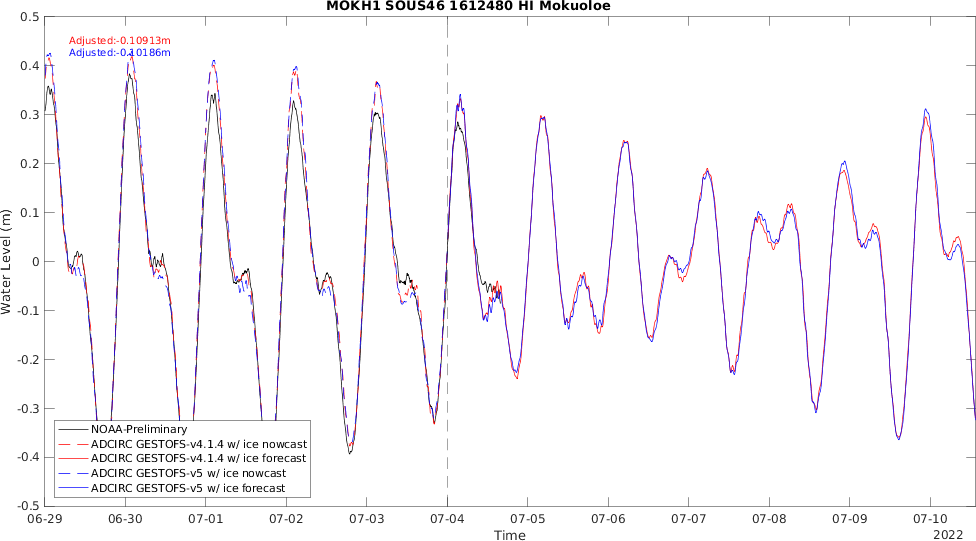 MOKH1 SOUS46 1612480 HI Mokuoloe
Adjusted:-0.10913m
Adjusted:-0.10186m
0.5
0.4
0.3
0.2
0.1
0
-0.1
-0.2
-0.3
-0.4
-0.5
Water Level (m)
NOAA-Preliminary
ADCIRC GESTOFS-v4.1.4 w/ ice nowcast
ADCIRC GESTOFS-v4.1.4 w/ ice forecast
ADCIRC GESTOFS-v5 w/ ice nowcast
ADCIRC GESTOFS-v5 w/ ice forecast
06-29 06-30 07-01 07-02 07-03 07-04 07-05 07-06 07-07 07-08 07-09 07-10
Time
2022